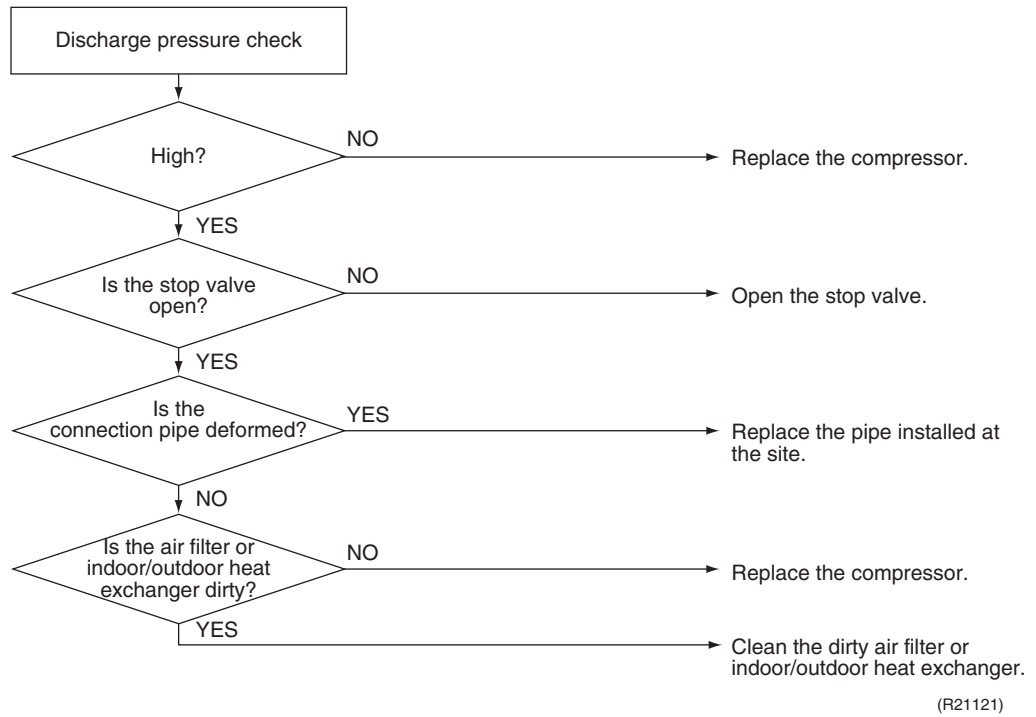 Discharge pressure check
High?
NO
Replace the compressor.
YES
Is the stop valve
open?
NO
Open the stop valve.
YES
Is the
connection pipe deformed?
YES
Replace the pipe installed at
the site.
NO
Is the air filter or
indoor/outdoor heat
exchanger dirty?
NO
Replace the compressor.
YES
Clean the dirty air filter or
indoor/outdoor heat exchanger.
(R21121)